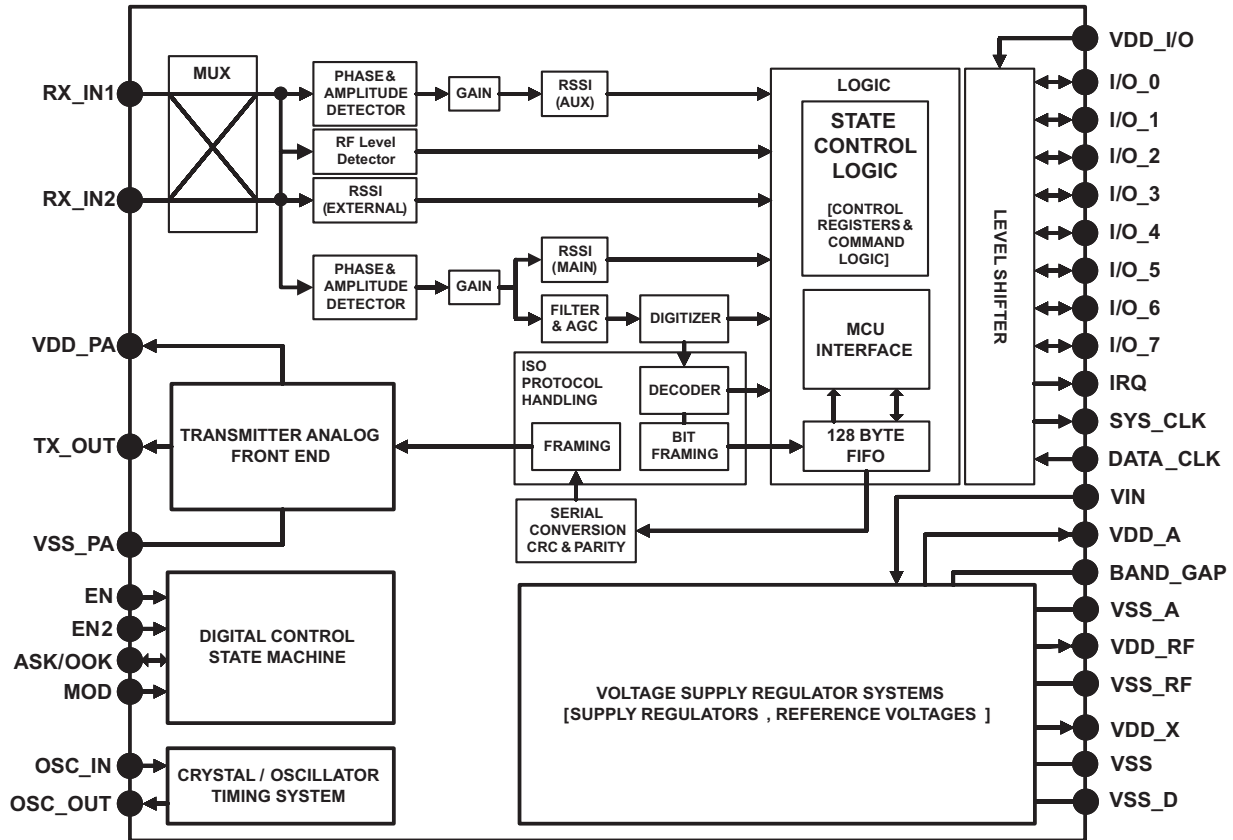 MUX
RX_IN1
RX_IN2
PHASE &
AMPLITUDE
DETECTOR
GAIN
RSSI
(AUX)
RF Level
Detector
RSSI
(EXTERNAL)
PHASE &
AMPLITUDE
DETECTOR
GAIN
RSSI
(MAIN)
FILTER
& AGC
DIGITIZER
ISO
PROTOCOL
HANDLING
DECODER
FRAMING
BIT
FRAMING
SERIAL
CONVERSION
CRC & PARITY
LOGIC
STATE
CONTROL
LOGIC
[CONTROL
REGISTERS &
COMMAND
LOGIC]
MCU
INTERFACE
128 BYTE
FIFO
LEVEL SHIFTER
VDD_I/O
I/O_0
I/O_1
I/O_2
I/O_3
I/O_4
I/O_5
I/O_6
I/O_7
IRQ
SYS_CLK
DATA_CLK
VIN
VDD_A
BAND_GAP
VSS_A
VDD_RF
VSS_RF
VDD_X
VSS
VSS_D
VDD_PA
TX_OUT
VSS_PA
TRANSMITTER ANALOG
FRONT END
EN
EN2
ASK/OOK
MOD
DIGITAL CONTROL
STATE MACHINE
OSC_IN
OSC_OUT
CRYSTAL / OSCILLATOR
TIMING SYSTEM
VOLTAGE SUPPLY REGULATOR SYSTEMS
[SUPPLY REGULATORS , REFERENCE VOLTAGES ]